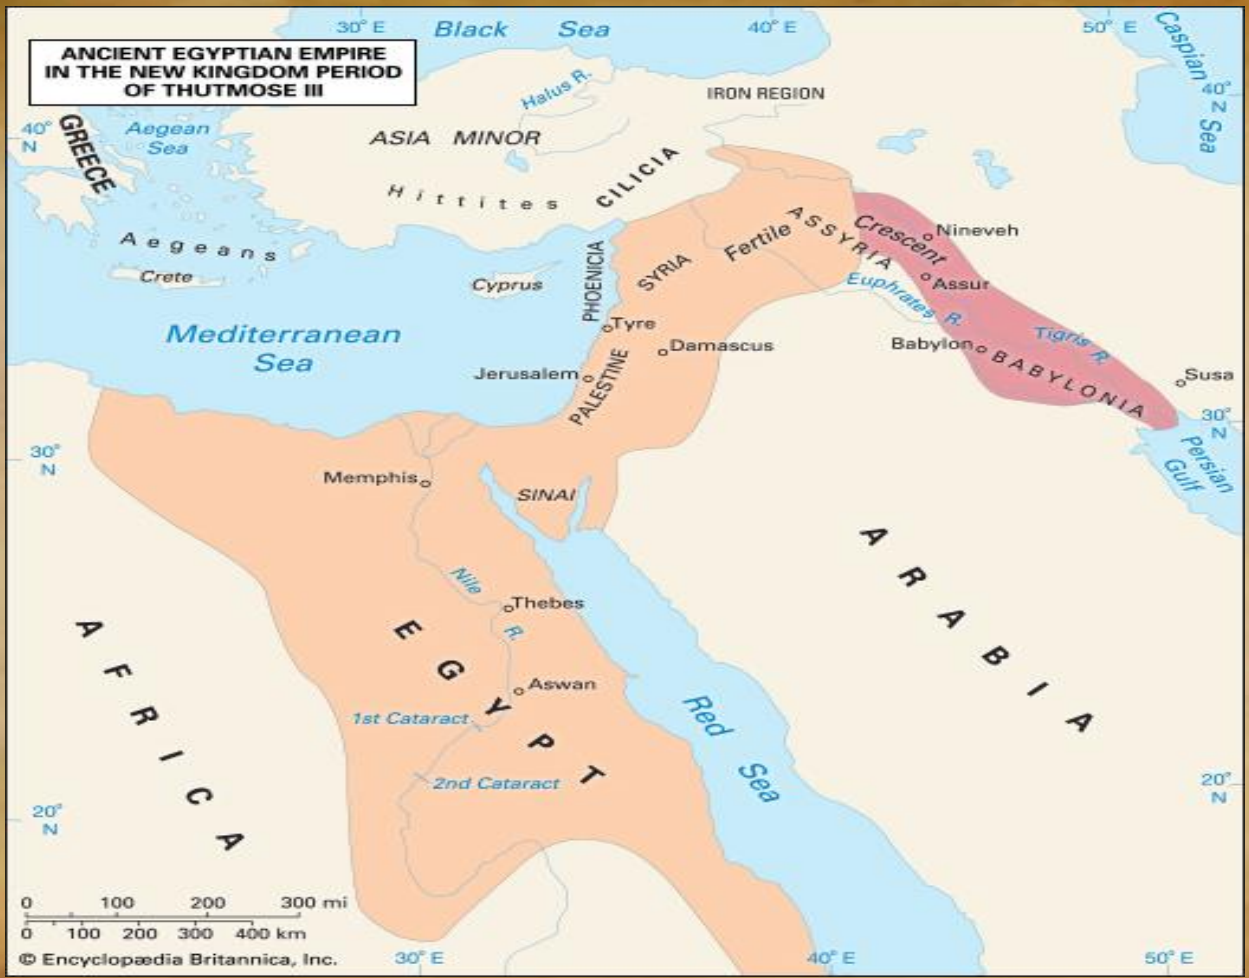 ANCIENT EGYPTIAN EMPIRE
IN THE NEW KINGDOM PERIOD
OF THUTMOSE III
30° E
Black Sea
40° E
50° E
Caspian Sea
40°
N
Halus R.
IRON REGION
40°
N
GREECE
Aegean
Sea
ASIA MINOR
Hittites
CILICIA
Aegeans
Crete
Cyprus
PHOENICIA
SYRIA
Fertile
Crescent
ASSYRIA
Nineveh
Assur
Euphrates R.
Mediterranean
Sea
Tyre
Damascus
Babylon
BABYLONIA
Tigris R.
Susa
Jerusalem
PALESTINE
30°
N
30°
N
Persian
Gulf
Memphis
SINAI
ARABIA
Nile R.
Thebes
EGYPT
AFRICA
Aswan
1st Cataract
2nd Cataract
Red Sea
20°
N
20°
N
0 100 200 300 mi
0 100 200 300 400 km
© Encyclopædia Britannica, Inc.
30° E
40° E
50° E